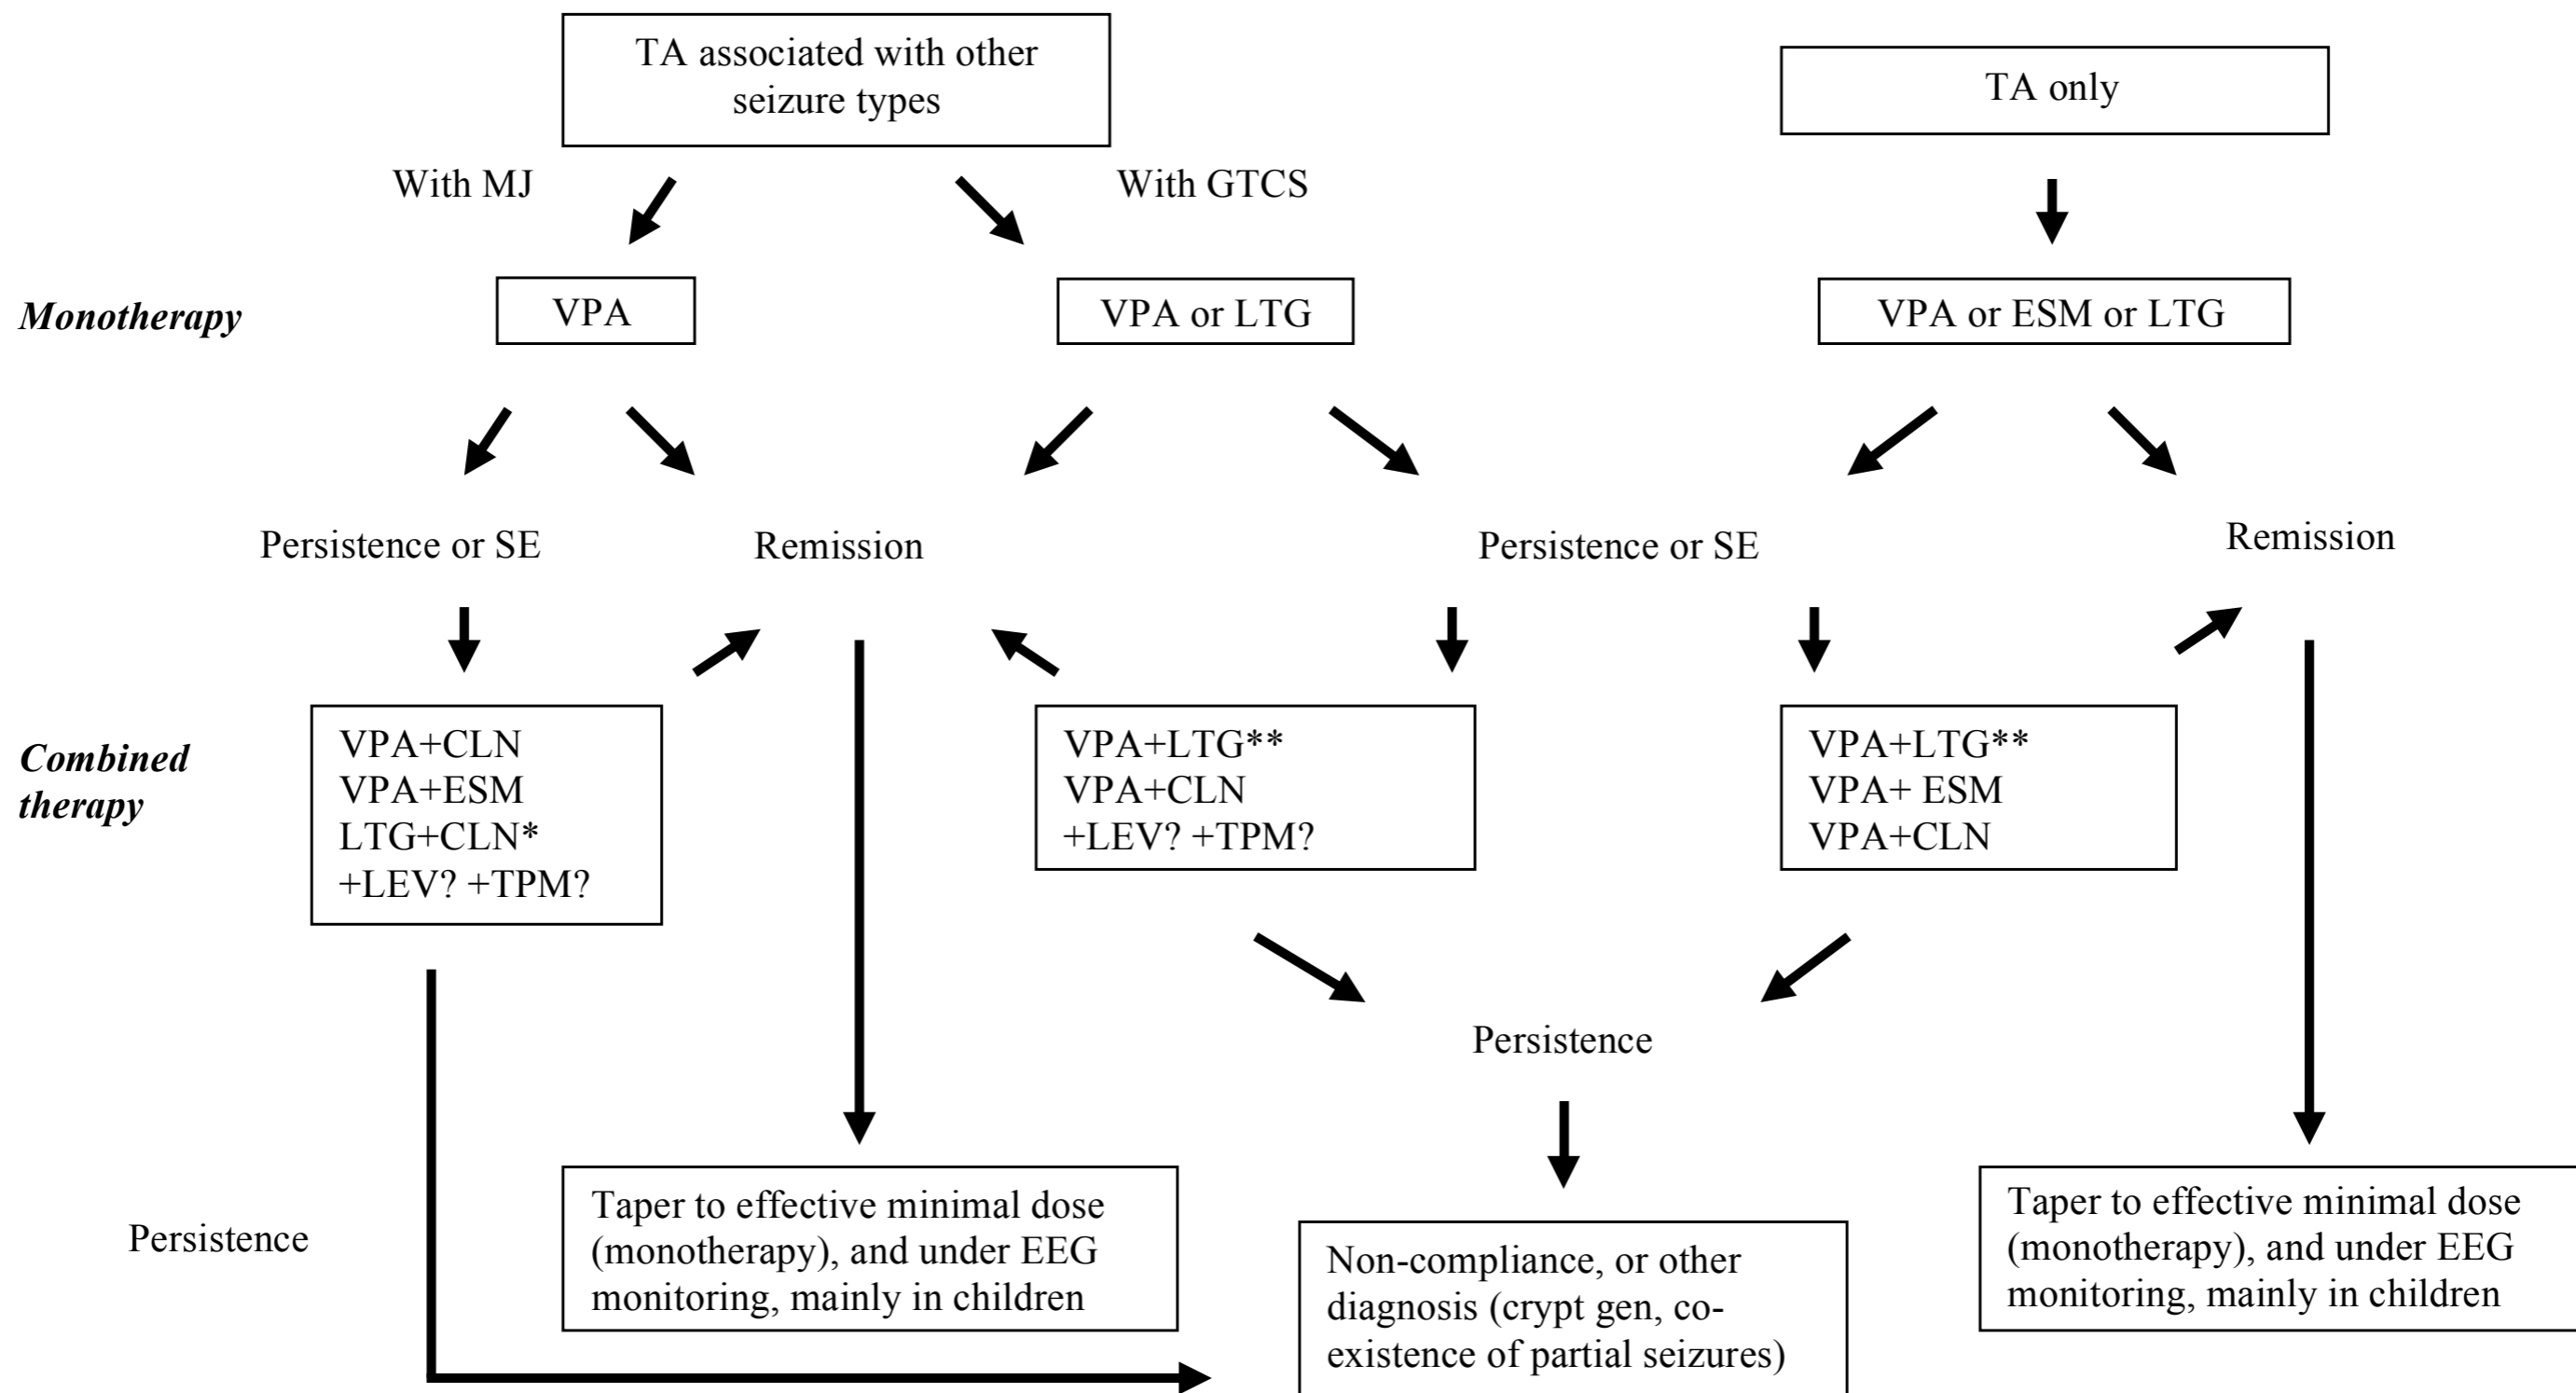 TA associated with other
seizure types
TA only
With MJ
With GTCS
Monotherapy
VPA
VPA or LTG
VPA or ESM or LTG
Persistence or SE
Remission
Persistence or SE
Remission
Combined
therapy
VPA+CLN
VPA+ESM
LTG+CLN*
+LEV? +TPM?
VPA+LTG**
VPA+CLN
+LEV? +TPM?
VPA+LTG**
VPA+ ESM
VPA+CLN
Persistence
Persistence
Taper to effective minimal dose
(monotherapy), and under EEG
monitoring, mainly in children
Non-compliance, or other
diagnosis (crypt gen, co-
existence of partial seizures)
Taper to effective minimal dose
(monotherapy), and under EEG
monitoring, mainly in children